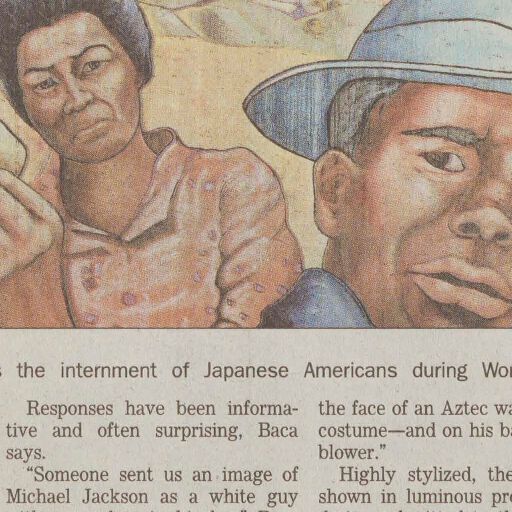 the internment of Japanese Americans during
Responses have been informa-
tive and often surprising, Baca
says.
“Someone sent us an image of
Michael Jackson as a white guy
the face of an Aztec
costume—and on his
blower.”
Highly stylized,
shown in luminous